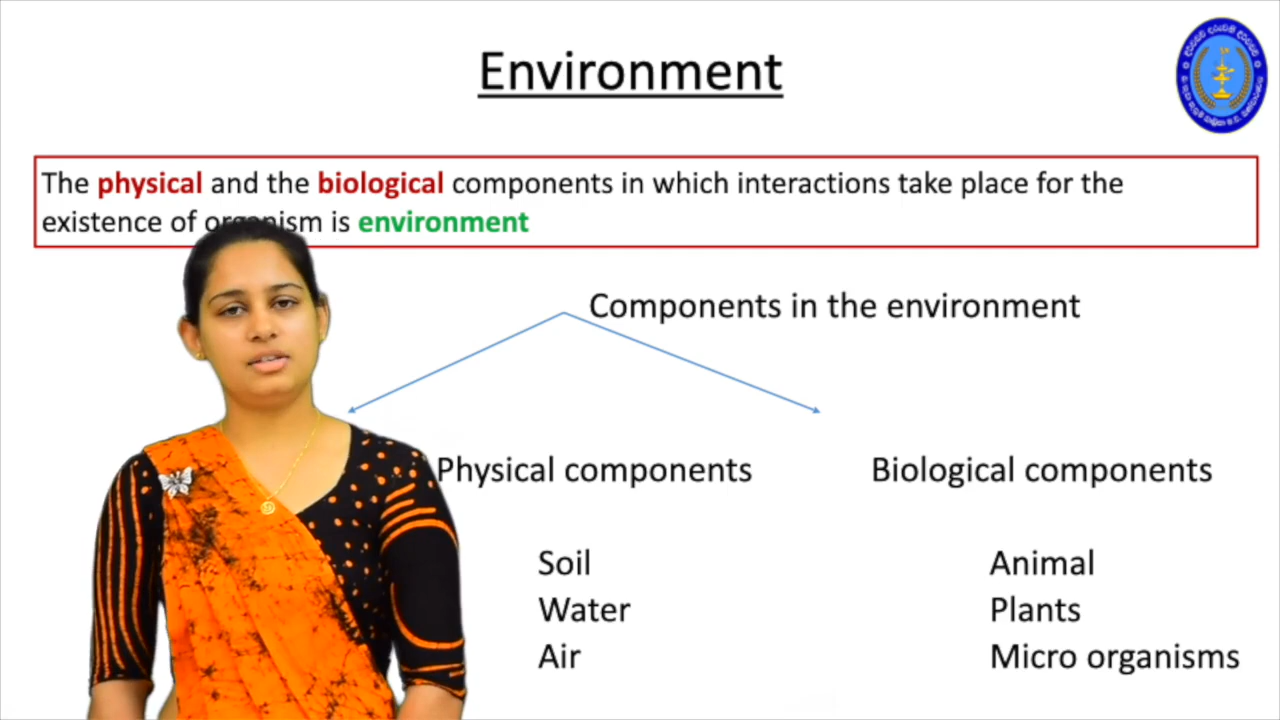 Environment
The physical and the biological components in which interactions take place for the
existence of organism is environment
Components in the environment
Physical components
Biological components
Soil
Water
Air
Animal
Plants
Micro organisms